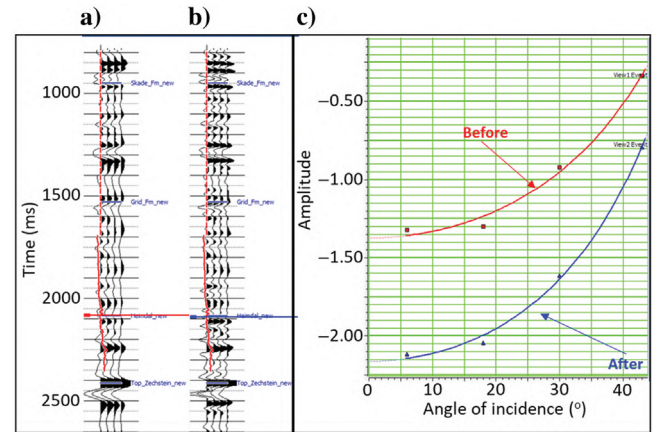 a) b) c)
Time (ms)
1000
1500
2000
2500
Skade_Fm_new
Grid_Fm_new
Heimdal_new
Top_Zechstein_new
Skade_Fm_new
Grid_Fm_new
Heimdal_new
Top_Zechstein_new
Amplitude
−0.50
−1.00
−1.50
−2.00
View1 Event
View2 Event
Before
After
0 10 20 30 40
Angle of incidence (°)